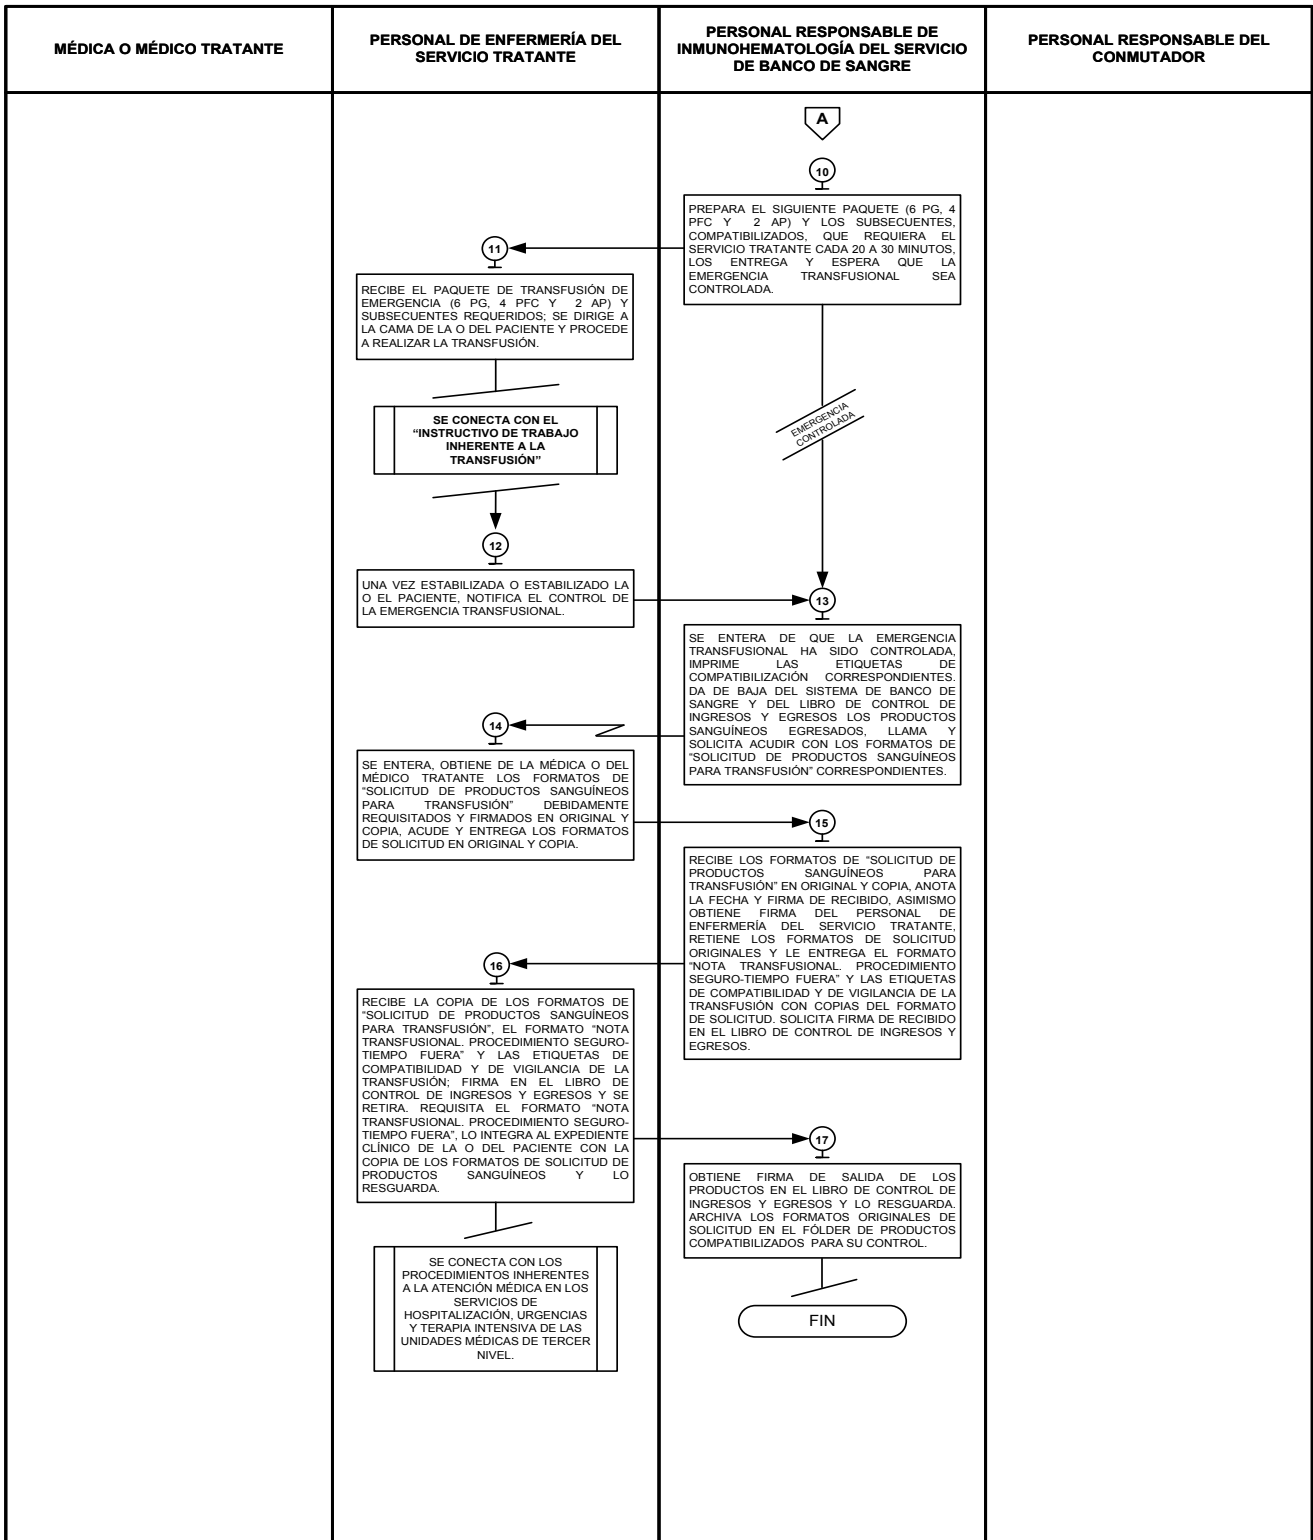 MÉDICA O MÉDICO TRATANTE
PERSONAL DE ENFERMERÍA DEL
SERVICIO TRATANTE
PERSONAL RESPONSABLE DE
INMUNOHEMATOLOGÍA DEL SERVICIO
DE BANCO DE SANGRE
PERSONAL RESPONSABLE DEL
CONMUTADOR
A
10
PREPARA EL SIGUIENTE PAQUETE (6 PG, 4
PFC Y 2 AP) Y LOS SUBSECUENTES,
COMPATIBILIZADOS, QUE REQUIERA EL
SERVICIO TRATANTE CADA 20 A 30 MINUTOS,
LOS ENTREGA Y ESPERA QUE LA
EMERGENCIA TRANSFUSIONAL SEA
CONTROLADA.
11
RECIBE EL PAQUETE DE TRANSFUSIÓN DE
EMERGENCIA (6 PG, 4 PFC Y 2 AP) Y
SUBSECUENTES REQUERIDOS; SE DIRIGE A
LA CAMA DE LA O DEL PACIENTE Y PROCEDE
A REALIZAR LA TRANSFUSIÓN.
SE CONECTA CON EL
“INSTRUCTIVO DE TRABAJO
INHERENTE A LA
TRANSFUSIÓN”
EMERGENCIA
CONTROLADA
12
UNA VEZ ESTABILIZADA O ESTABILIZADO LA
O EL PACIENTE, NOTIFICA EL CONTROL DE
LA EMERGENCIA TRANSFUSIONAL.
13
SE ENTERA DE QUE LA EMERGENCIA
TRANSFUSIONAL HA SIDO CONTROLADA,
IMPRIME LAS ETIQUETAS DE
COMPATIBILIZACIÓN CORRESPONDIENTES.
DA DE BAJA DEL SISTEMA DE BANCO DE
SANGRE Y DEL LIBRO DE CONTROL DE
INGRESOS Y EGRESOS LOS PRODUCTOS
SANGUÍNEOS EGRESADOS, LLAMA Y
SOLICITA ACUDIR CON LOS FORMATOS DE
“SOLICITUD DE PRODUCTOS SANGUÍNEOS
PARA TRANSFUSIÓN” CORRESPONDIENTES.
14
SE ENTERA, OBTIENE DE LA MÉDICA O DEL
MÉDICO TRATANTE LOS FORMATOS DE
“SOLICITUD DE PRODUCTOS SANGUÍNEOS
PARA TRANSFUSIÓN” DEBIDAMENTE
REQUISITADOS Y FIRMADOS EN ORIGINAL Y
COPIA, ACUDE Y ENTREGA LOS FORMATOS
DE SOLICITUD EN ORIGINAL Y COPIA.
15
RECIBE LOS FORMATOS DE “SOLICITUD DE
PRODUCTOS SANGUÍNEOS PARA
TRANSFUSIÓN” EN ORIGINAL Y COPIA, ANOTA
LA FECHA Y FIRMA DE RECIBIDO, ASIMISMO
OBTIENE FIRMA DEL PERSONAL DE
ENFERMERÍA DEL SERVICIO TRATANTE,
RETIENE LOS FORMATOS DE SOLICITUD
ORIGINALES Y LE ENTREGA EL FORMATO
“NOTA TRANSFUSIONAL. PROCEDIMIENTO
SEGURO-TIEMPO FUERA” Y LAS ETIQUETAS
DE COMPATIBILIDAD Y DE VIGILANCIA DE LA
TRANSFUSIÓN CON COPIAS DEL FORMATO
DE SOLICITUD. SOLICITA FIRMA DE RECIBIDO
EN EL LIBRO DE CONTROL DE INGRESOS Y
EGRESOS.
16
RECIBE LA COPIA DE LOS FORMATOS DE
“SOLICITUD DE PRODUCTOS SANGUÍNEOS
PARA TRANSFUSIÓN”, EL FORMATO “NOTA
TRANSFUSIONAL. PROCEDIMIENTO SEGURO-
TIEMPO FUERA” Y LAS ETIQUETAS DE
COMPATIBILIDAD Y DE VIGILANCIA DE LA
TRANSFUSIÓN; FIRMA EN EL LIBRO DE
CONTROL DE INGRESOS Y EGRESOS Y SE
RETIRA. REQUISITA EL FORMATO “NOTA
TRANSFUSIONAL. PROCEDIMIENTO SEGURO-
TIEMPO FUERA”, LO INTEGRA AL EXPEDIENTE
CLÍNICO DE LA O DEL PACIENTE CON LA
COPIA DE LOS FORMATOS DE SOLICITUD DE
PRODUCTOS SANGUÍNEOS Y LO
RESGUARDA.
17
OBTIENE FIRMA DE SALIDA DE LOS
PRODUCTOS EN EL LIBRO DE CONTROL DE
INGRESOS Y EGRESOS Y LO RESGUARDA.
ARCHIVA LOS FORMATOS ORIGINALES DE
SOLICITUD EN EL FÓLDER DE PRODUCTOS
COMPATIBILIZADOS PARA SU CONTROL.
SE CONECTA CON LOS
PROCEDIMIENTOS INHERENTES
A LA ATENCIÓN MÉDICA EN LOS
SERVICIOS DE
HOSPITALIZACIÓN, URGENCIAS
Y TERAPIA INTENSIVA DE LAS
UNIDADES MÉDICAS DE TERCER
NIVEL.
FIN